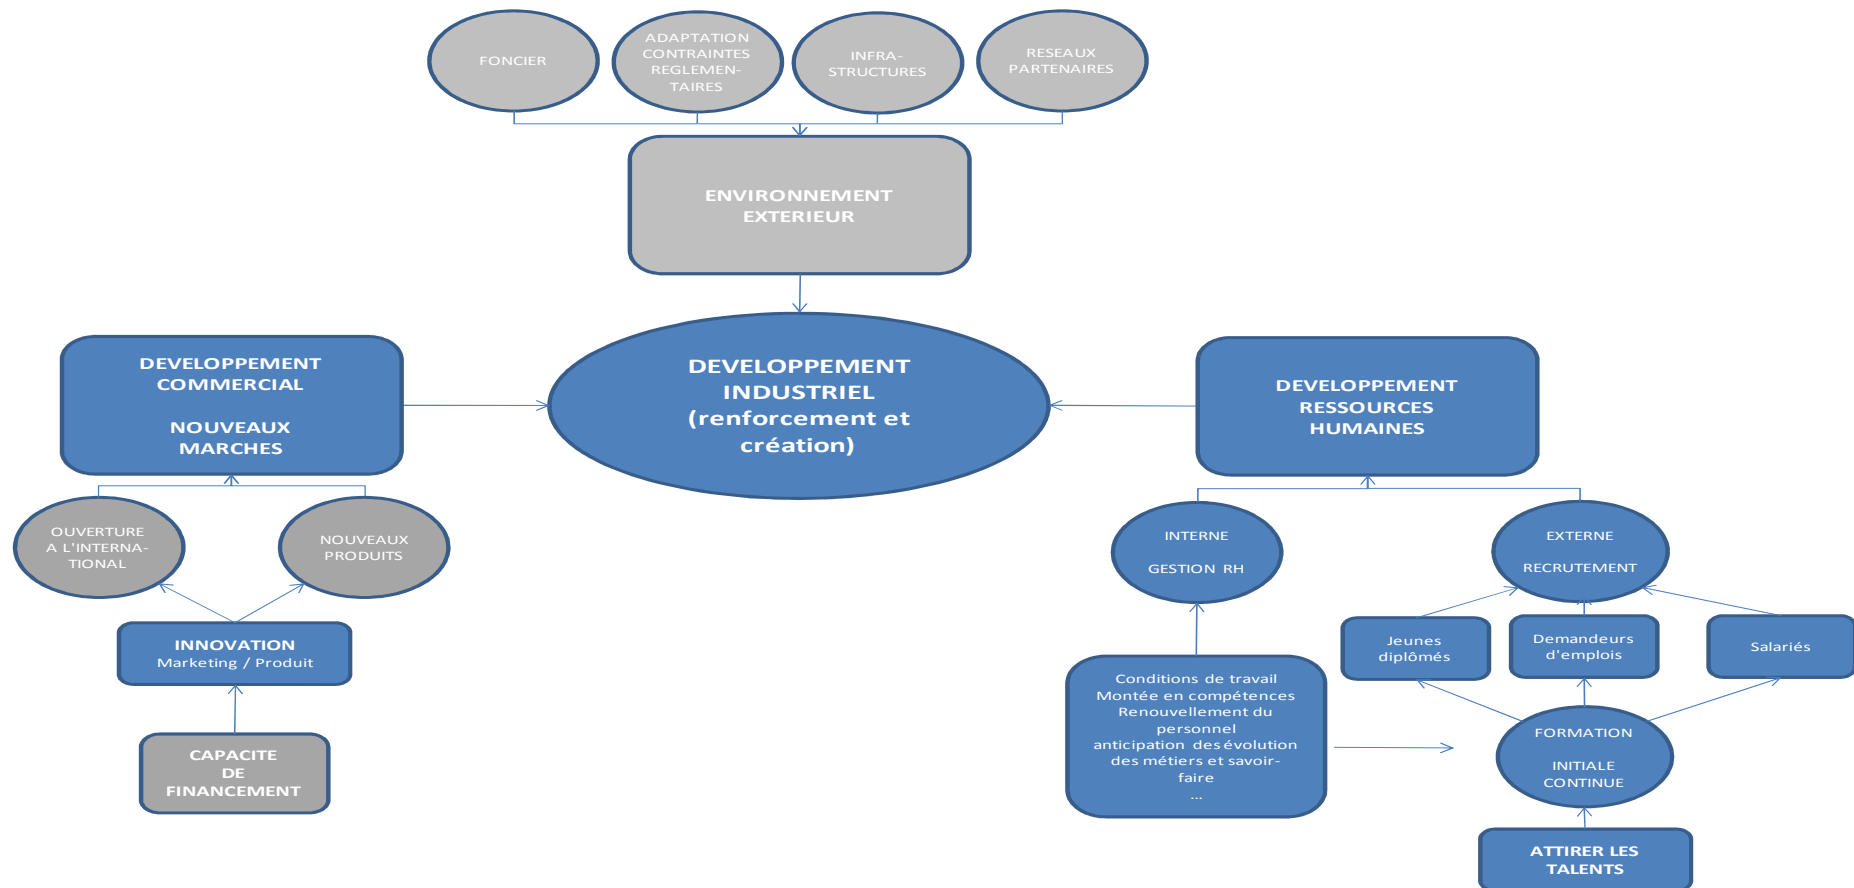 FONCIER
ADAPTATION
CONTRAINTES
REGLEMEN-
TAIRES
INFRA-
STRUCTURES
RESEAUX
PARTENAIRES
ENVIRONNEMENT
EXTERIEUR
DEVELOPPEMENT
COMMERCIAL
NOUVEAUX
MARCHES
DEVELOPPEMENT
INDUSTRIEL
(renforcement et
création)
DEVELOPPEMENT
RESSOURCES
HUMAINES
OUVERTURE
A L'INTERNA-
TIONAL
NOUVEAUX
PRODUITS
INNOVATION
Marketing / Produit
CAPACITE
DE
FINANCEMENT
INTERNE
GESTION RH
EXTERNE
RECRUTEMENT
Jeunes
diplômés
Demandeurs
d'emplois
Salariés
Conditions de travail
Montée en compétences
Renouvellement du
personnel
anticipation des évolution
des métiers et savoir-
faire
...
FORMATION
INITIALE
CONTINUE
ATTIRER LES
TALENTS